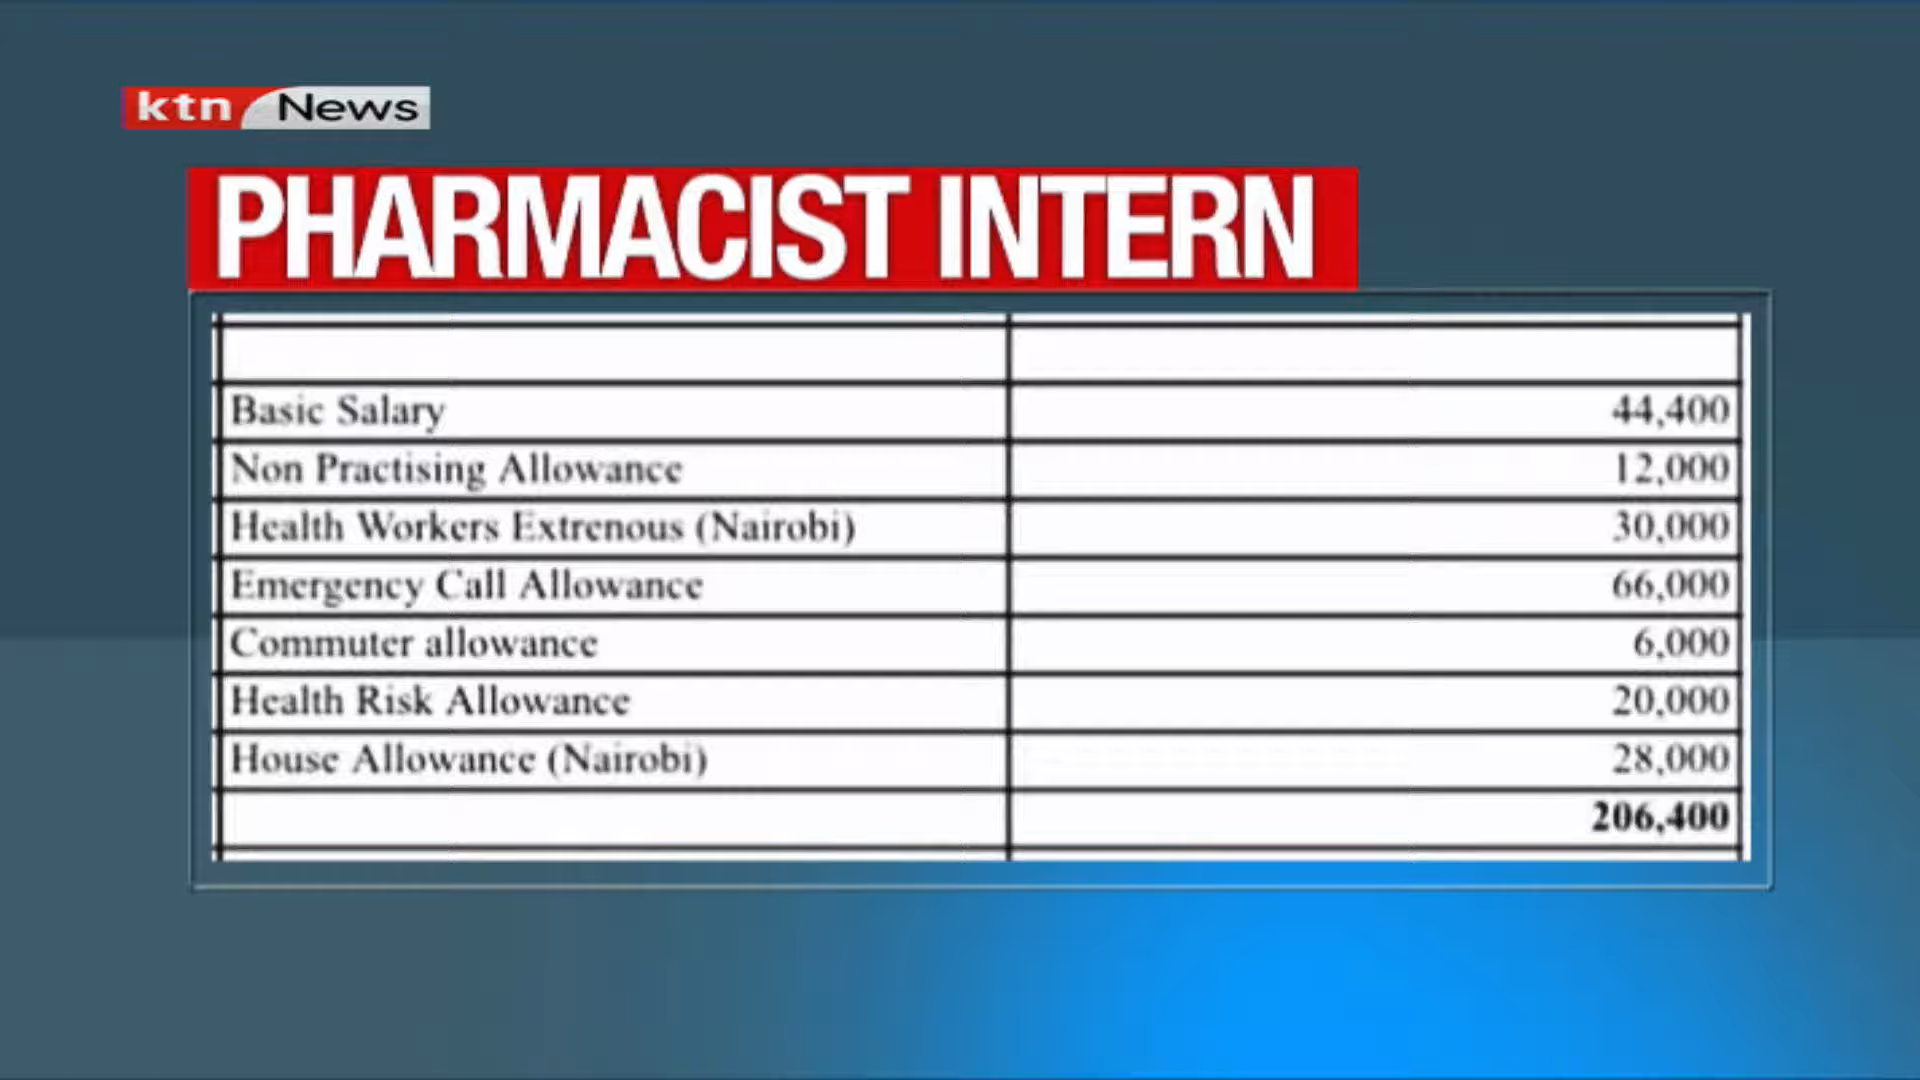 ktn News
PHARMACIST INTERN
Basic Salary 44,400
Non Practising Allowance 12,000
Health Workers Extrenous (Nairobi) 30,000
Emergency Call Allowance 66,000
Commuter allowance 6,000
Health Risk Allowance 20,000
House Allowance (Nairobi) 28,000
206,400